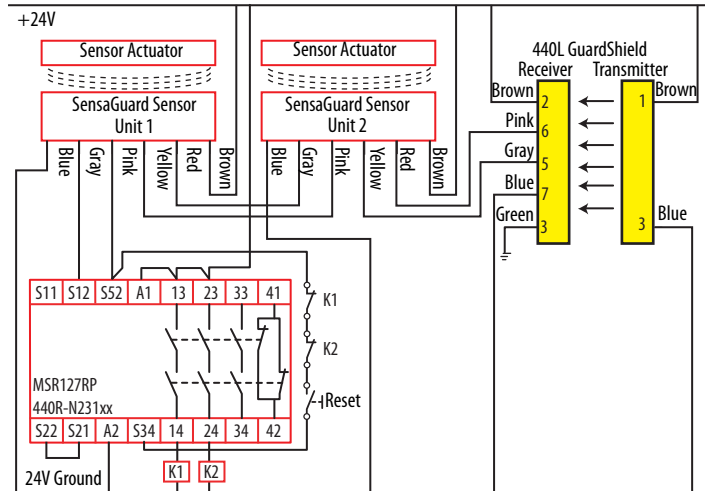 +24V
Sensor Actuator
Sensor Actuator
440L GuardShield
Receiver
Transmitter
SensaGuard Sensor
Unit 1
SensaGuard Sensor
Unit 2
Brown
2
1
Brown
Pink
6
Gray
5
Blue
7
Green
3
3
Blue
Blue
Gray
Pink
Yellow
Red
Brown
Blue
Gray
Pink
Yellow
Red
Brown
S11
S12
S52
A1
13
23
33
41
K1
K2
Reset
MSR127RP
440R-N231xx
S22
S21
A2
S34
14
24
34
42
K1
K2
24V Ground